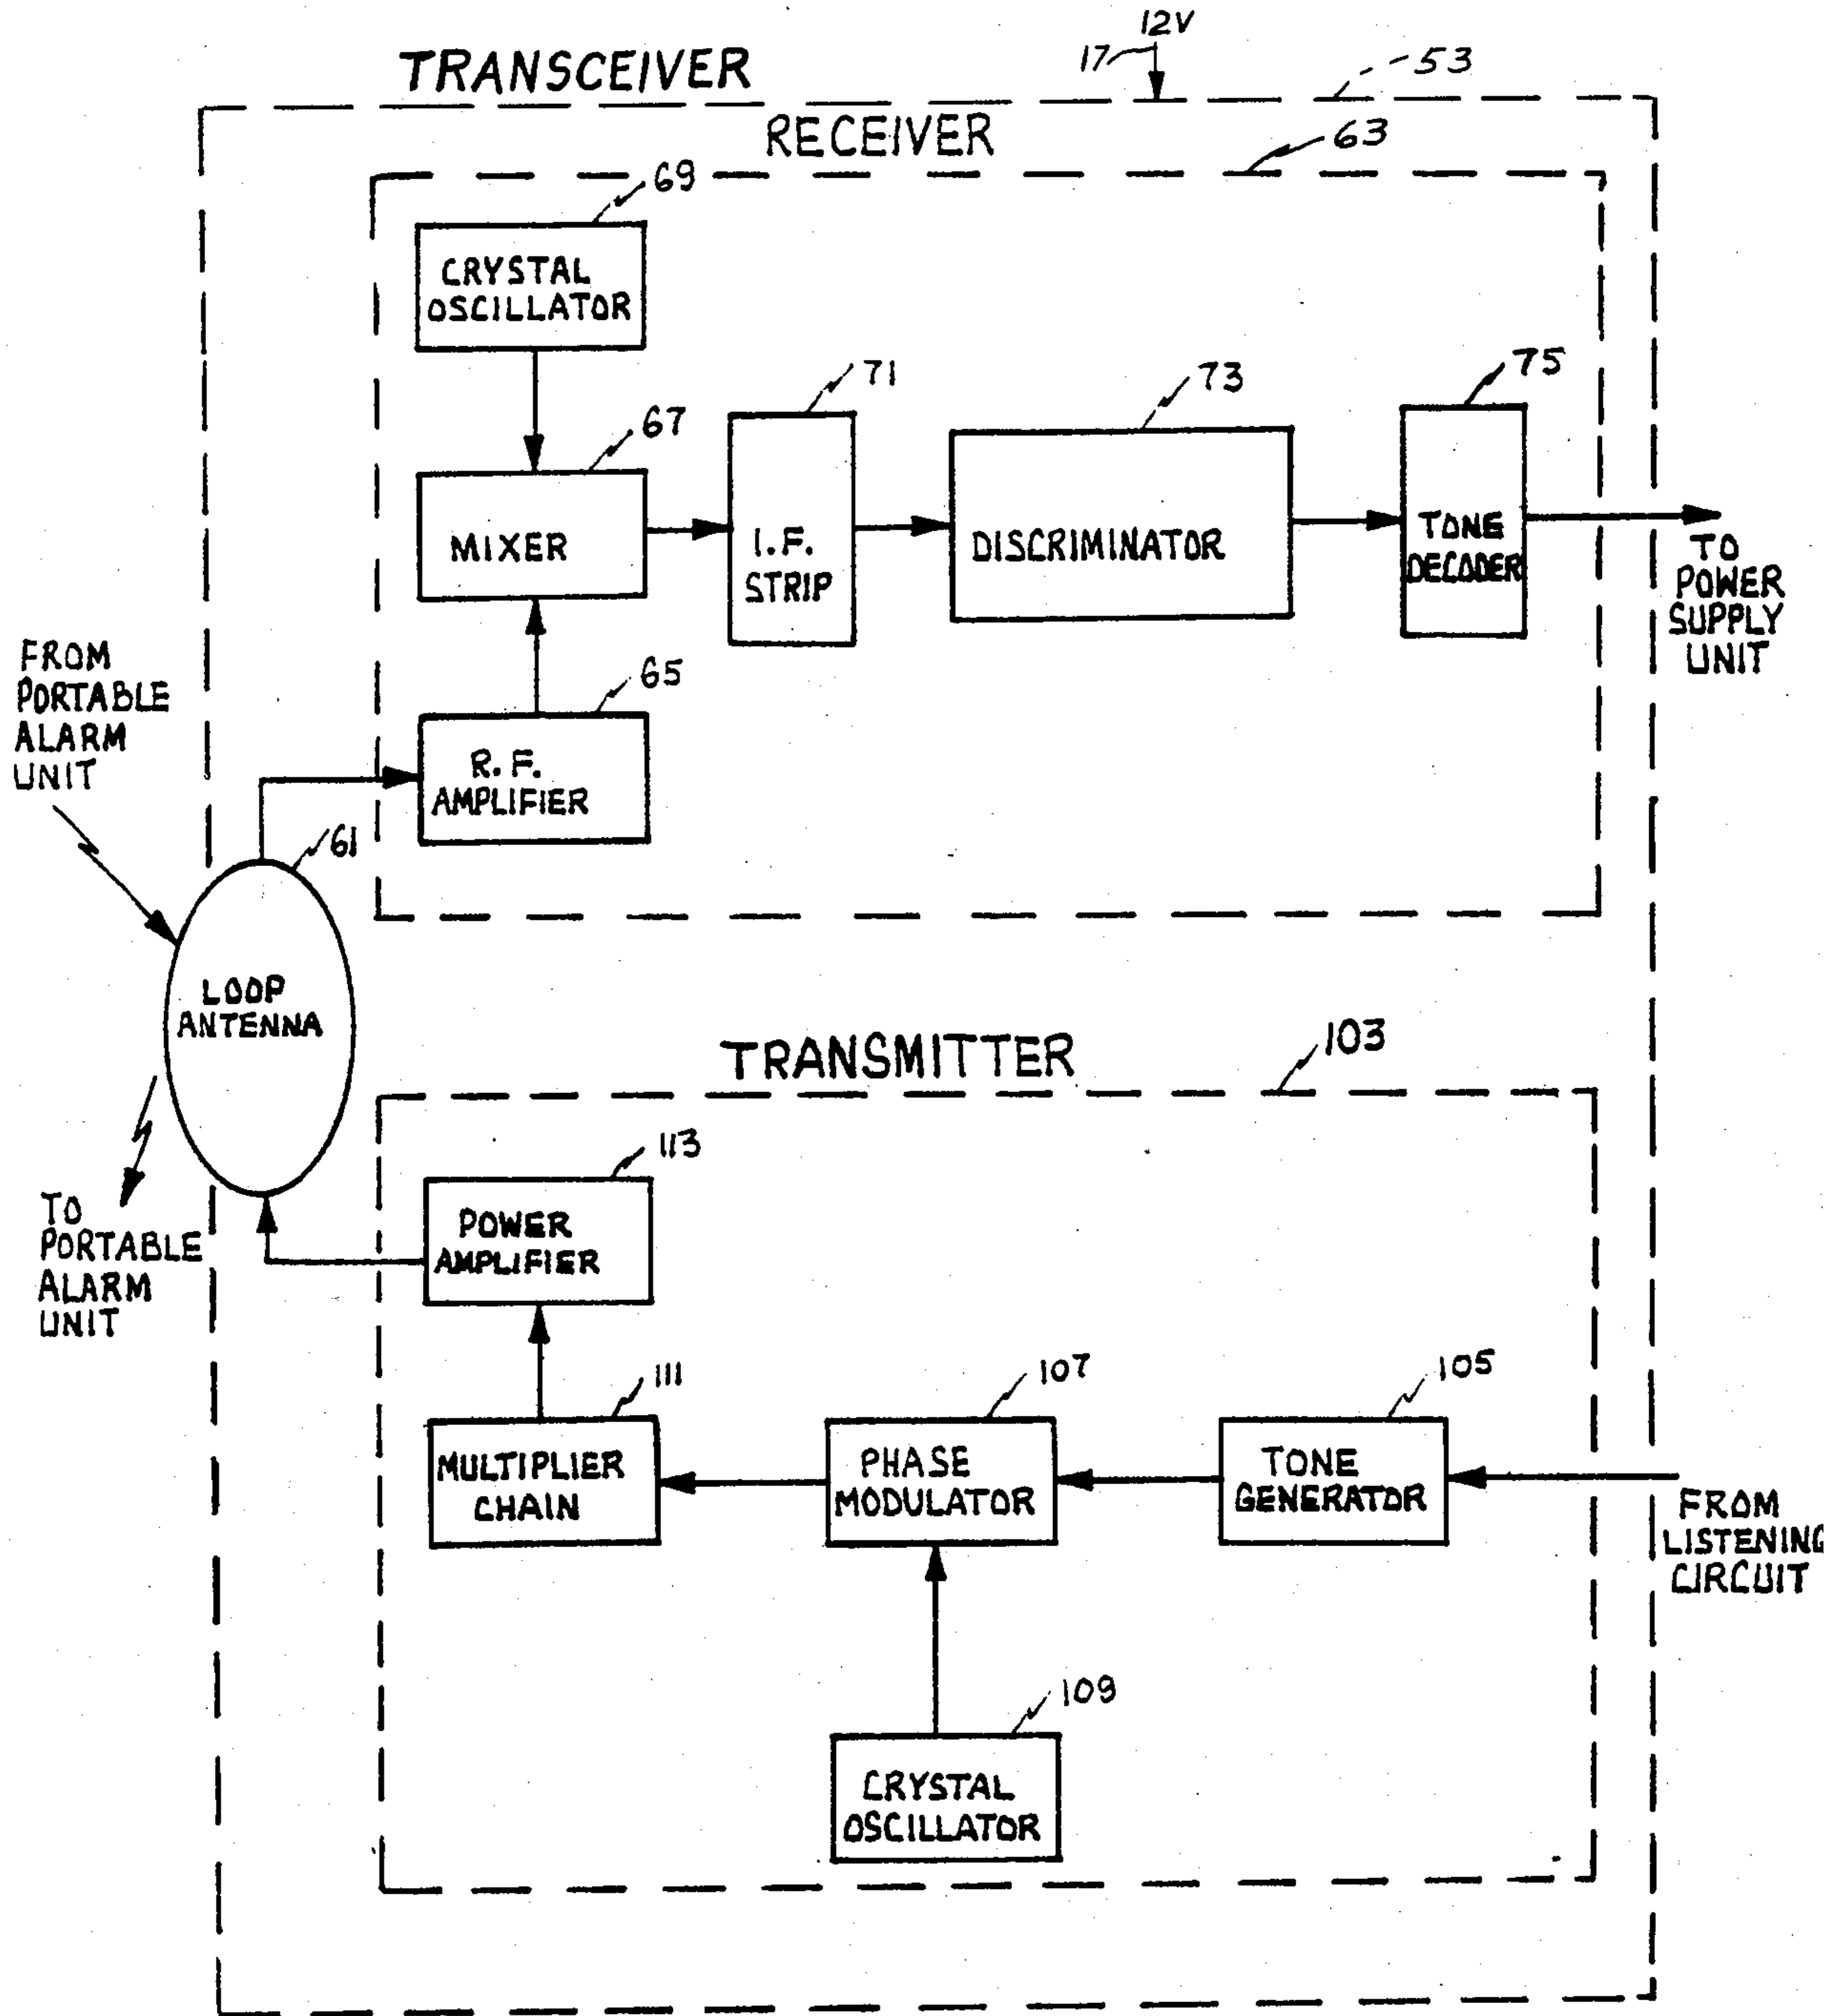 12V
17
TRANSCEIVER
53
RECEIVER
63
69
CRYSTAL
OSCILLATOR
71
73
75
67
MIXER
I.F.
STRIP
DISCRIMINATOR
TONE
DECODER
TO
POWER
SUPPLY
UNIT
FROM
PORTABLE
ALARM
UNIT
65
R.F.
AMPLIFIER
61
LOOP
ANTENNA
TRANSMITTER
103
113
POWER
AMPLIFIER
TO
PORTABLE
ALARM
UNIT
111
107
105
MULTIPLIER
CHAIN
PHASE
MODULATOR
TONE
GENERATOR
FROM
LISTENING
CIRCUIT
109
CRYSTAL
OSCILLATOR